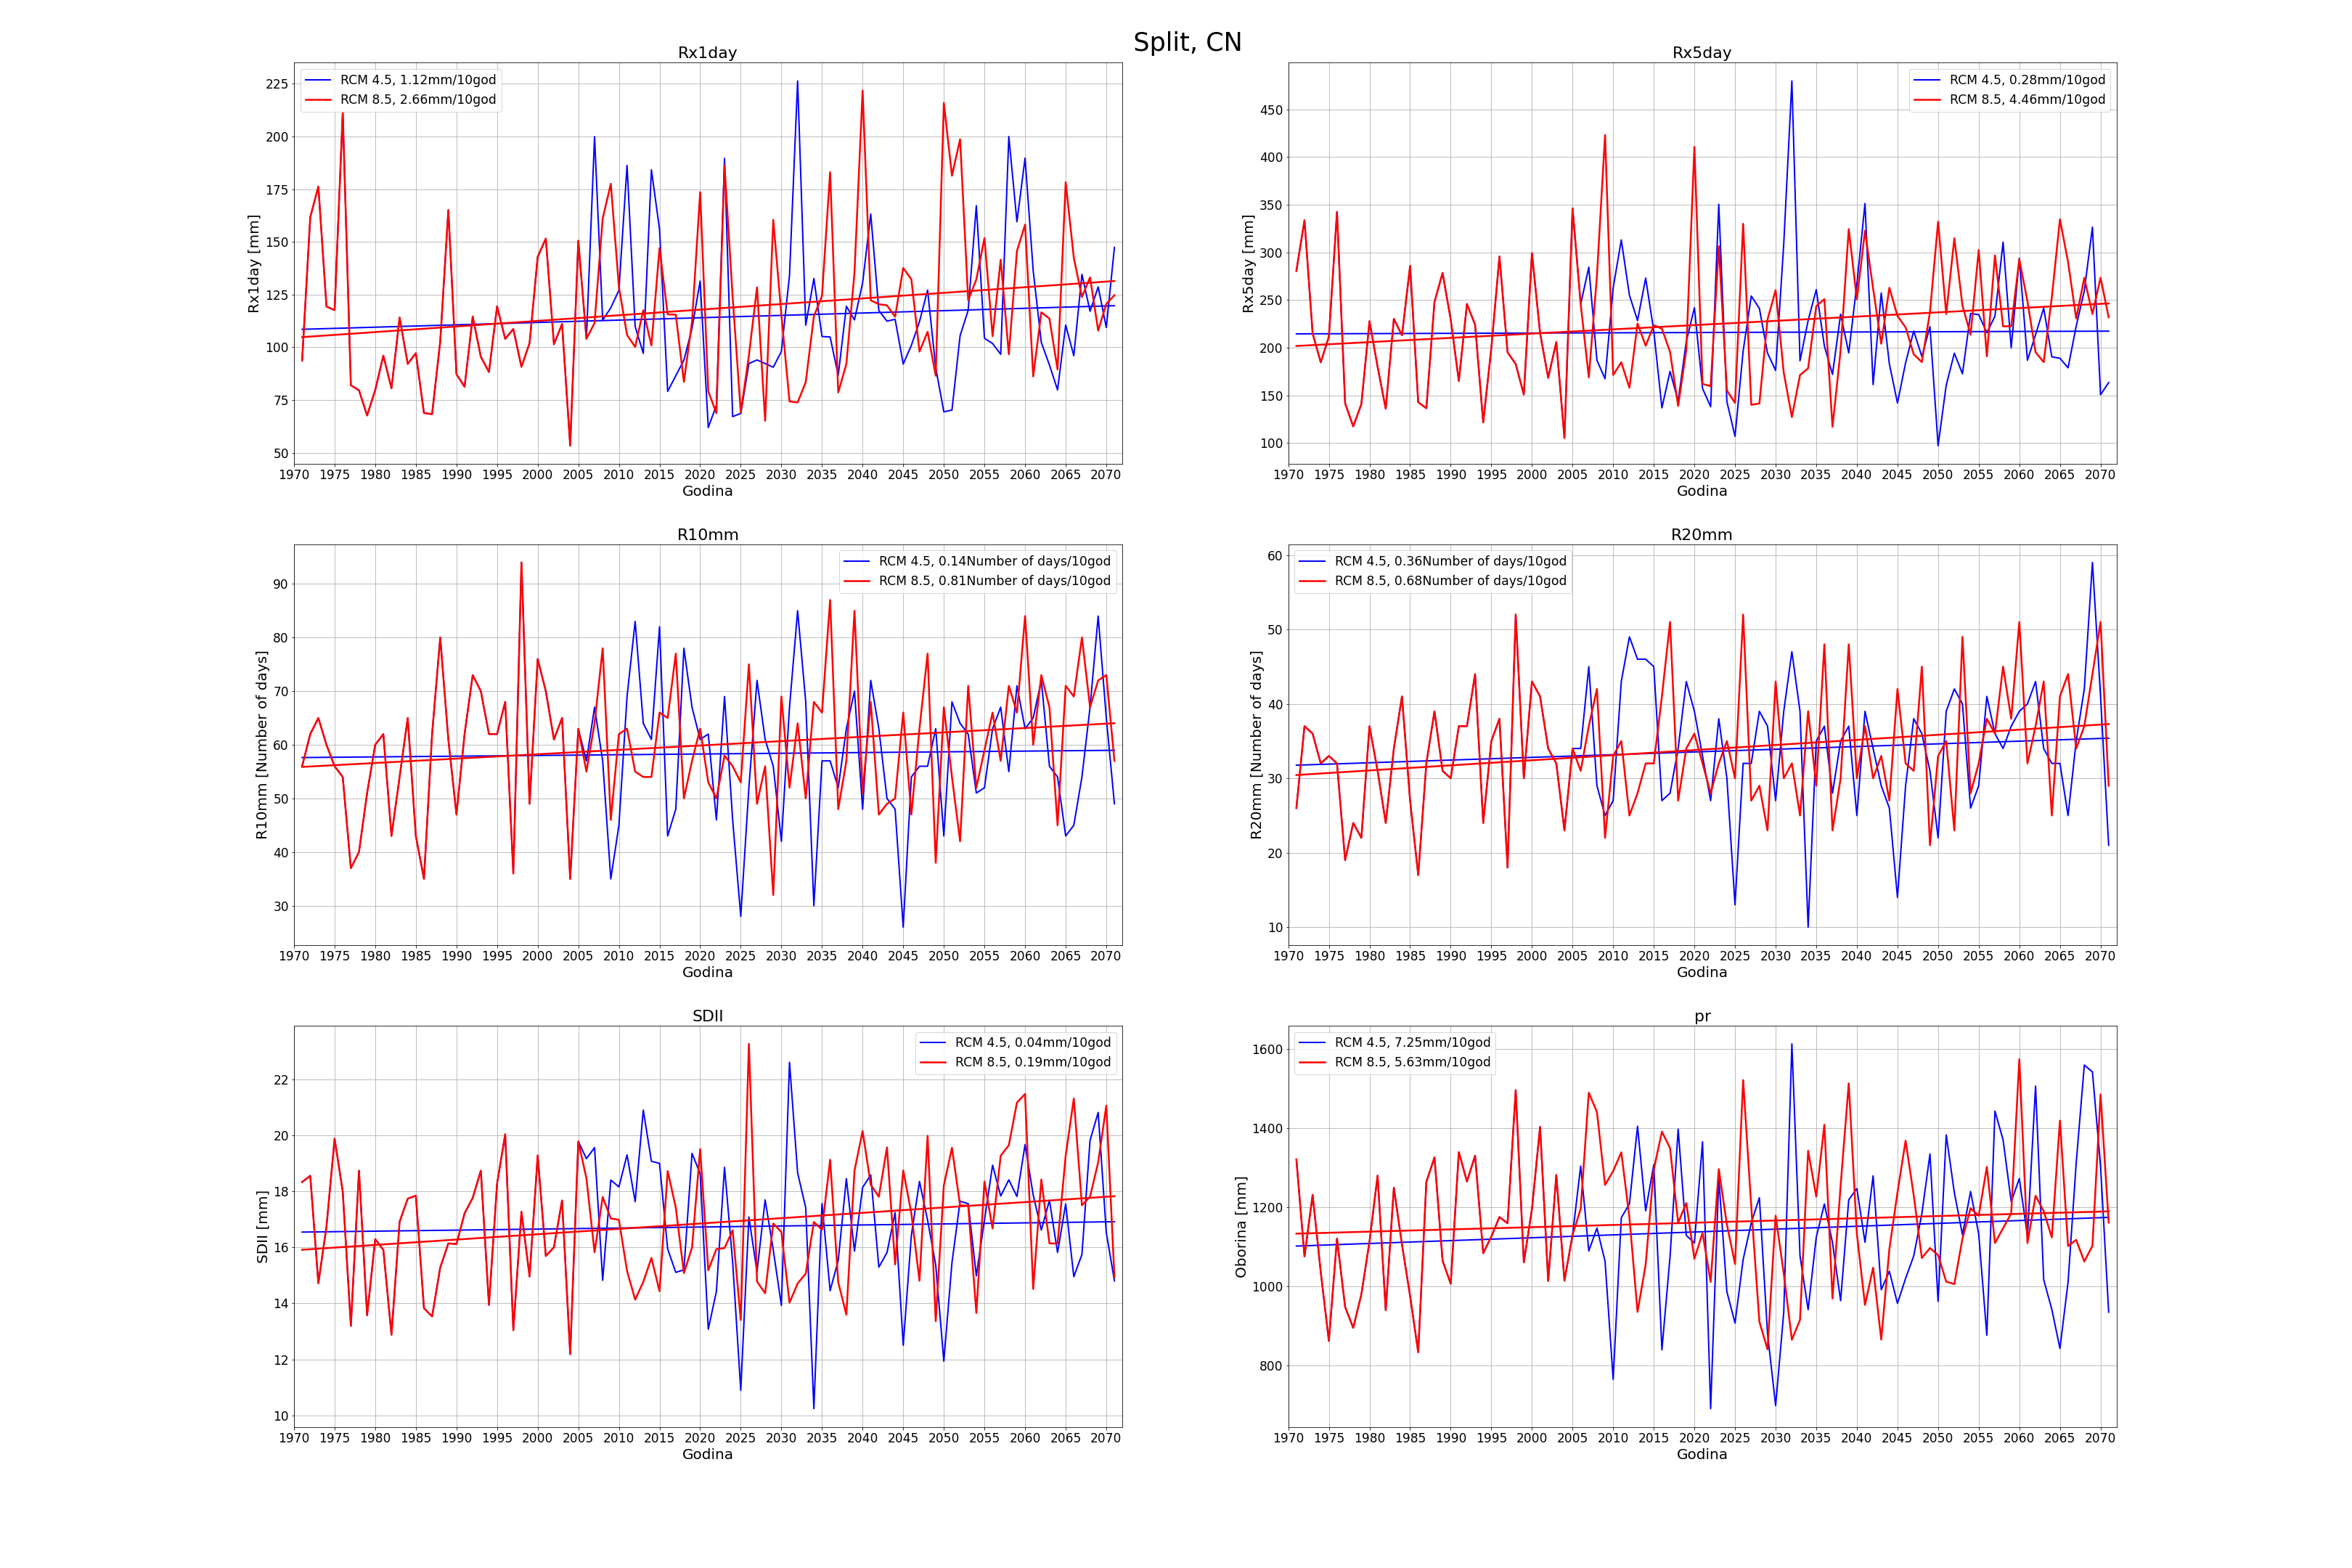 Split, CN
Rx1day
RCM 4.5, 1.12mm/10god
RCM 8.5, 2.66mm/10god
Rx1day [mm]
225
200
175
150
125
100
75
50
1970 1975 1980 1985 1990 1995 2000 2005 2010 2015 2020 2025 2030 2035 2040 2045 2050 2055 2060 2065 2070
Godina
Rx5day
RCM 4.5, 0.28mm/10god
RCM 8.5, 4.46mm/10god
Rx5day [mm]
450
400
350
300
250
200
150
100
1970 1975 1980 1985 1990 1995 2000 2005 2010 2015 2020 2025 2030 2035 2040 2045 2050 2055 2060 2065 2070
Godina
R10mm
RCM 4.5, 0.14Number of days/10god
RCM 8.5, 0.81Number of days/10god
R10mm [Number of days]
90
80
70
60
50
40
30
1970 1975 1980 1985 1990 1995 2000 2005 2010 2015 2020 2025 2030 2035 2040 2045 2050 2055 2060 2065 2070
Godina
R20mm
RCM 4.5, 0.36Number of days/10god
RCM 8.5, 0.68Number of days/10god
R20mm [Number of days]
60
50
40
30
20
10
1970 1975 1980 1985 1990 1995 2000 2005 2010 2015 2020 2025 2030 2035 2040 2045 2050 2055 2060 2065 2070
Godina
SDII
RCM 4.5, 0.04mm/10god
RCM 8.5, 0.19mm/10god
SDII [mm]
22
20
18
16
14
12
10
1970 1975 1980 1985 1990 1995 2000 2005 2010 2015 2020 2025 2030 2035 2040 2045 2050 2055 2060 2065 2070
Godina
pr
RCM 4.5, 7.25mm/10god
RCM 8.5, 5.63mm/10god
Oborina [mm]
1600
1400
1200
1000
800
1970 1975 1980 1985 1990 1995 2000 2005 2010 2015 2020 2025 2030 2035 2040 2045 2050 2055 2060 2065 2070
Godina